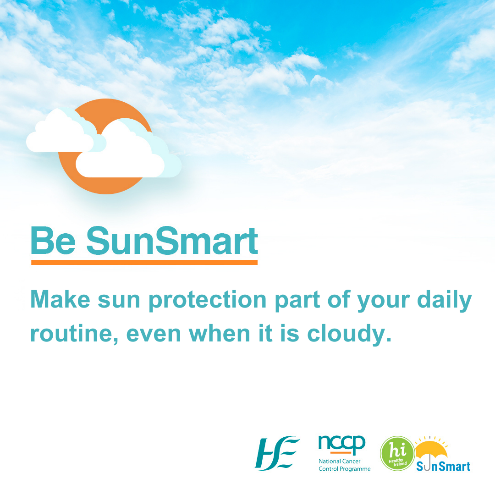 Be SunSmart
Make sun protection part of your daily
routine, even when it is cloudy.
HE
nccp
National Cancer
Control Programme
hi
SunSmart